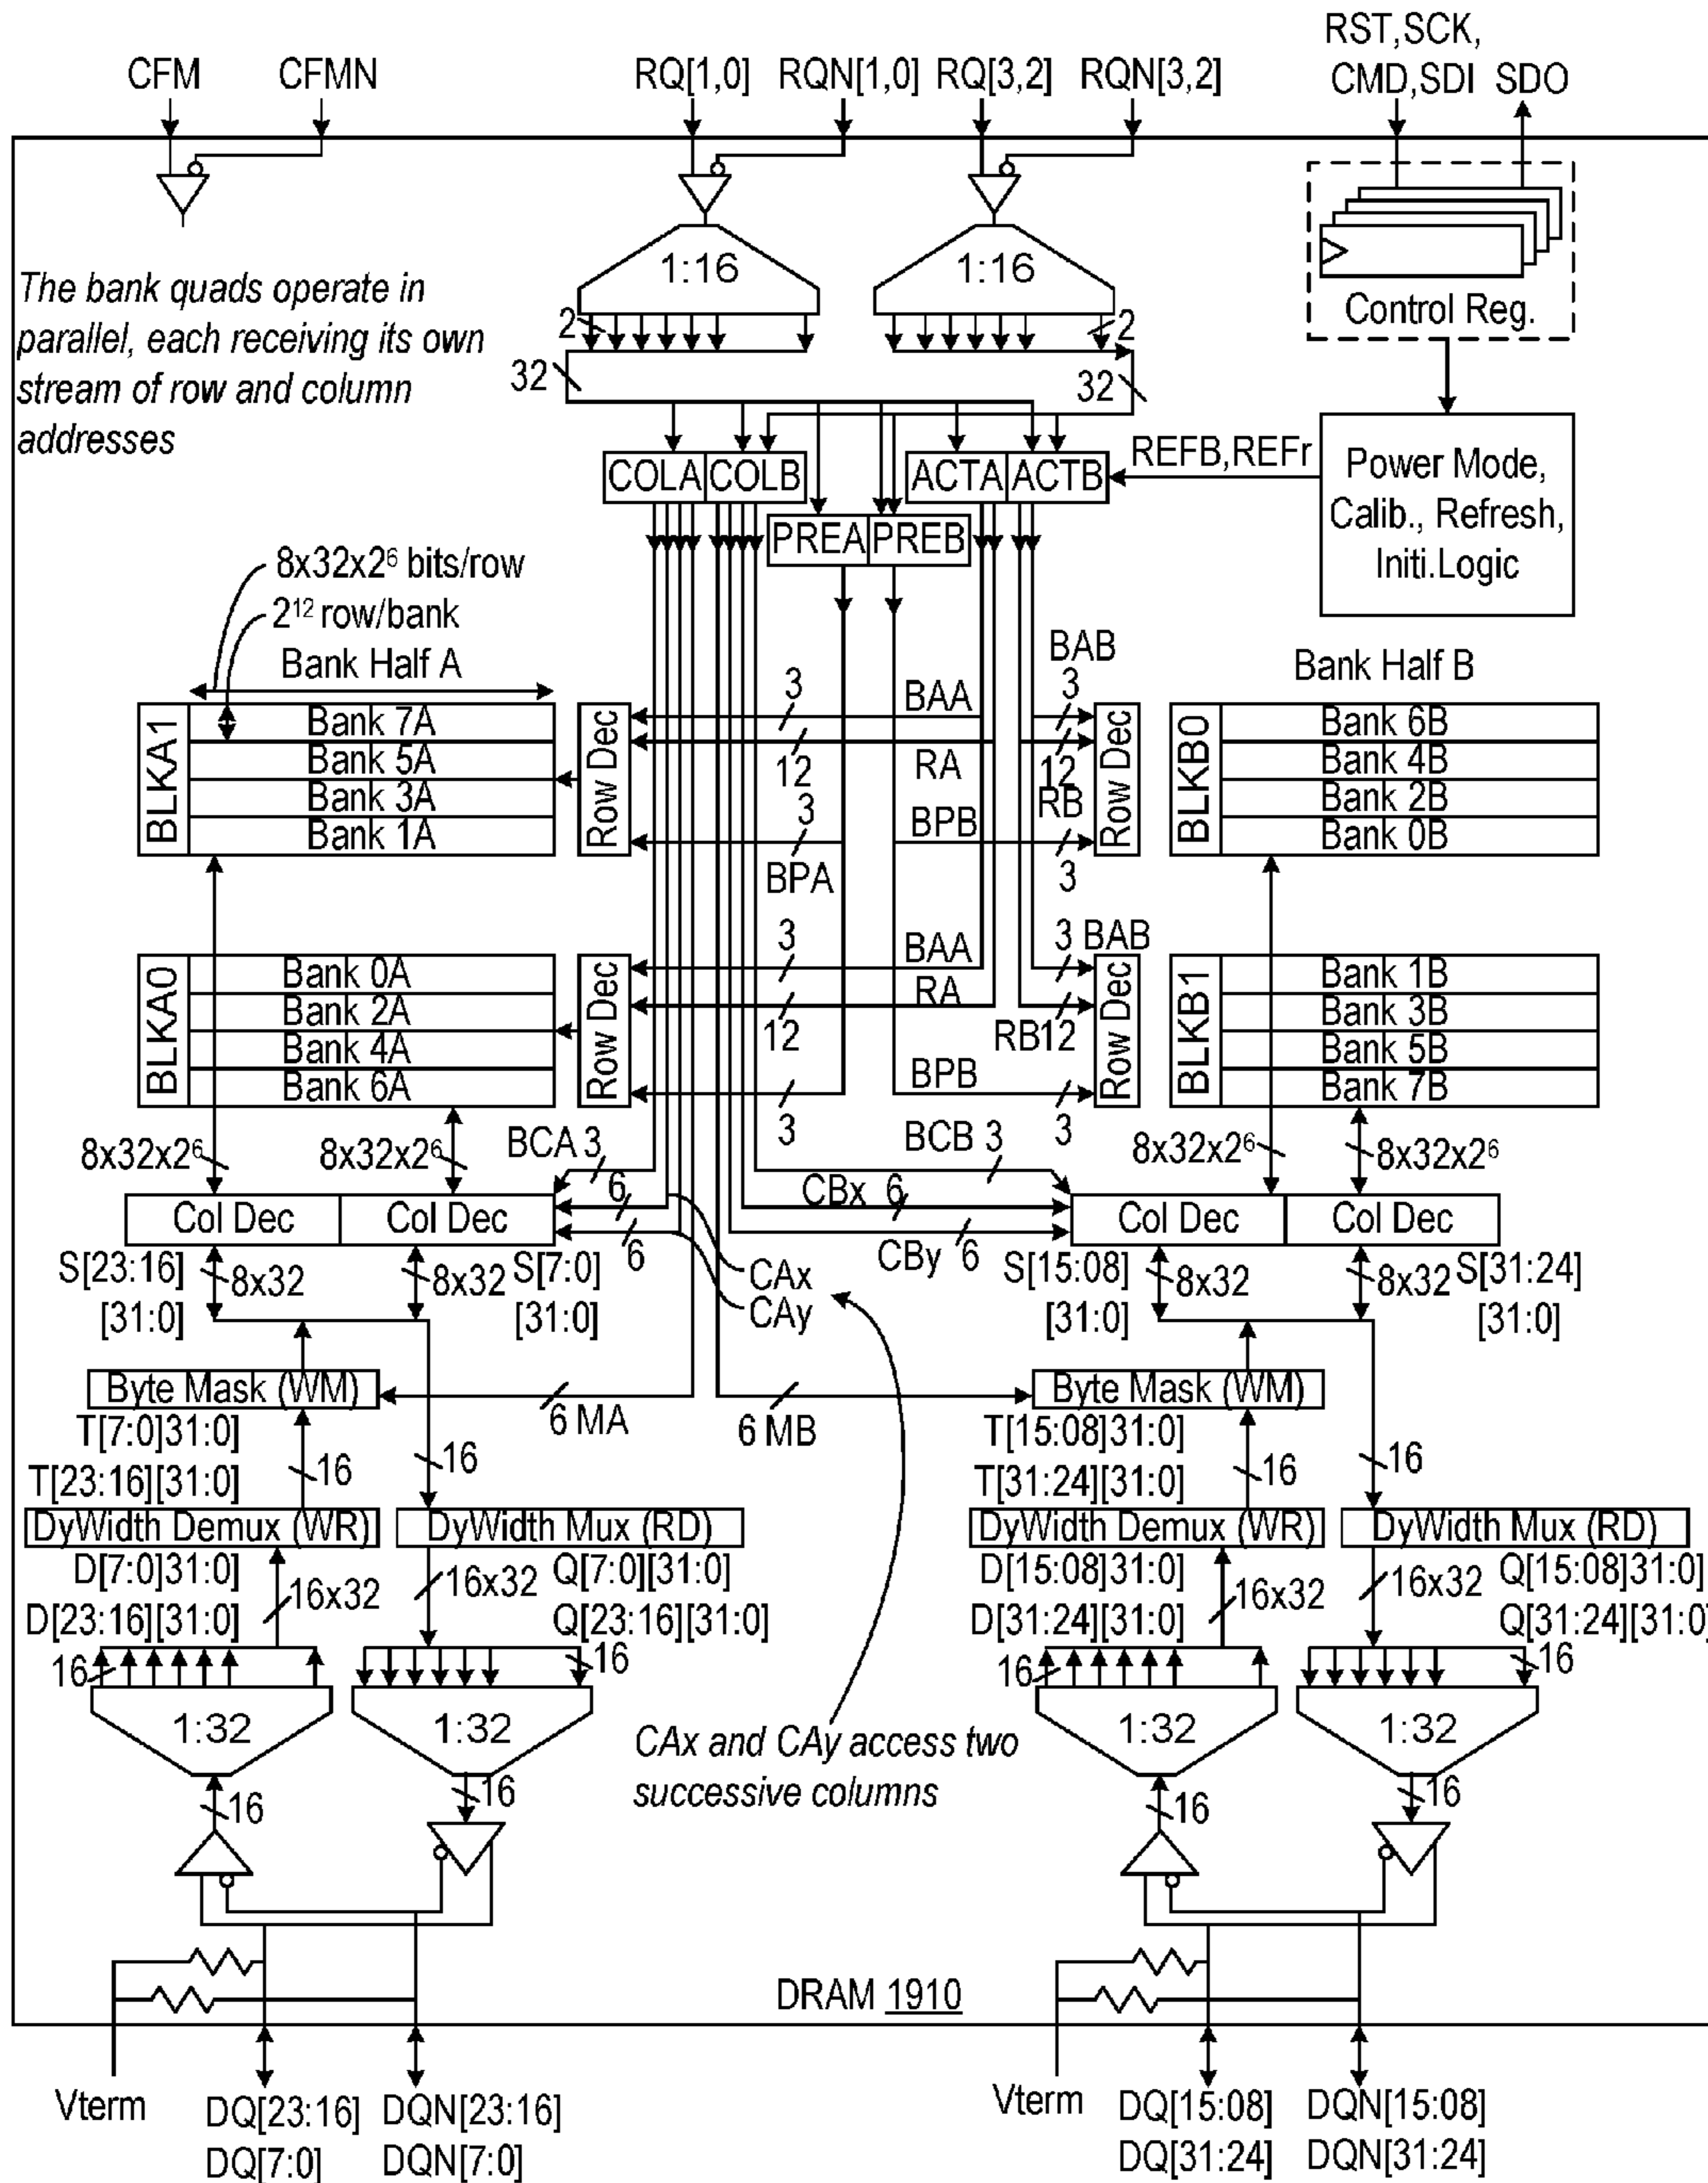 RST,SCK,
CFM CFMN RQ[1,0] RQN[1,0] RQ[3,2] RQN[3,2] CMD,SDI SDO
1:16 1:16
The bank quads operate in
parallel, each receiving its own
stream of row and column
addresses
Control Reg.
2 2
32 32
COLA COLB ACTA ACTB REFB,REFr
PREA PREB
Power Mode,
Calib., Refresh,
Initi.Logic
8x32x2⁶ bits/row
2¹² row/bank
Bank Half A BAB Bank Half B
3 BAA 3
BLKA1 Bank 7A Row Dec Row Dec BLKB0 Bank 6B
Bank 5A 12 RA 12 Bank 4B
Bank 3A 3 RB Bank 2B
Bank 1A BPB Bank 0B
BPA 3
3 BAA 3 BAB
BLKA0 Bank 0A Row Dec Row Dec BLKB1 Bank 1B
Bank 2A RA Bank 3B
Bank 4A 12 RB12 Bank 5B
Bank 6A BPB Bank 7B
3 3
8x32x2⁶ 8x32x2⁶ BCA 3 BCB 3 8x32x2⁶ 8x32x2⁶
6 CBx 6
Col Dec Col Dec Col Dec Col Dec
6 CBy 6
S[23:16] 8x32 8x32 S[7:0] CAx S[15:08] 8x32 8x32 S[31:24]
[31:0] [31:0] CAy [31:0] [31:0]
Byte Mask (WM) 6 MA 6 MB Byte Mask (WM)
T[7:0]31:0] T[15:08]31:0]
T[23:16][31:0] 16 16 T[31:24][31:0] 16 16
DyWidth Demux (WR) DyWidth Mux (RD) DyWidth Demux (WR) DyWidth Mux (RD)
D[7:0]31:0] Q[7:0][31:0] D[15:08]31:0] Q[15:08]31:0]
16x32 16x32 16x32 16x32
D[23:16][31:0] Q[23:16][31:0] D[31:24][31:0] Q[31:24][31:0]
16 16 16 16
1:32 1:32 1:32 1:32
CAx and CAy access two
successive columns
16 16 16 16
DRAM 1910
Vterm DQ[23:16] DQN[23:16] Vterm DQ[15:08] DQN[15:08]
DQ[7:0] DQN[7:0] DQ[31:24] DQN[31:24]